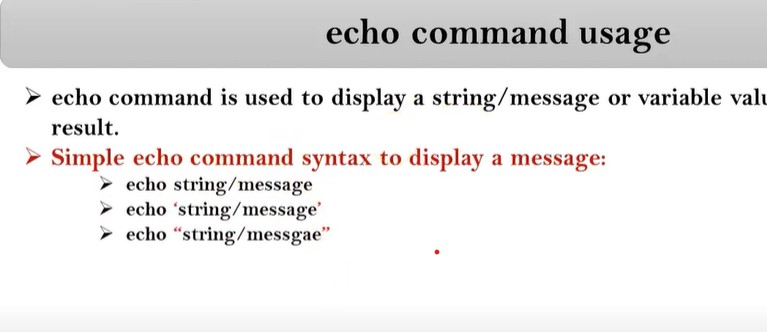 echo command usage
➢ echo command is used to display a string/message or variable valu
result.
➢ Simple echo command syntax to display a message:
➢ echo string/message
➢ echo ‘string/message’
➢ echo “string/messgae”